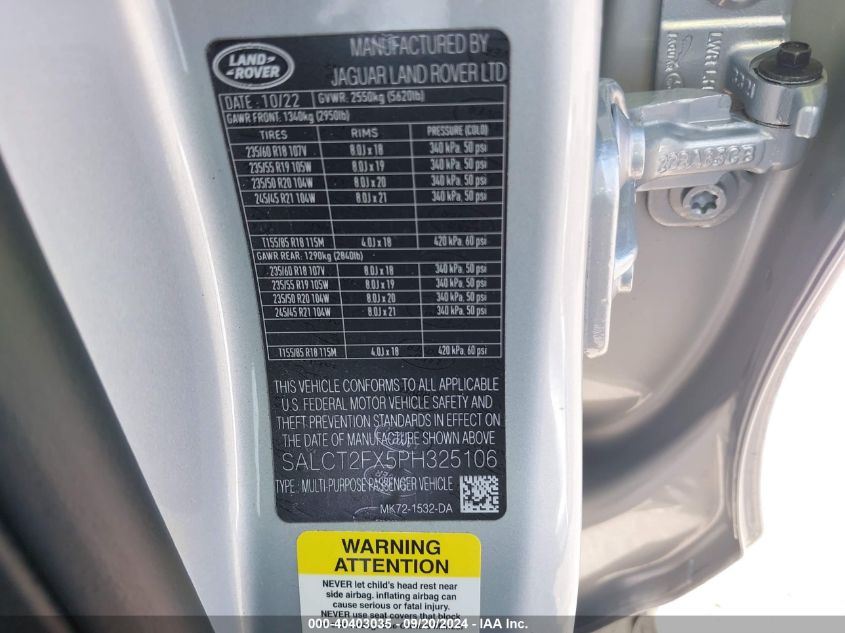 LAND
ROVER
MANUFACTURED BY
JAGUAR LAND ROVER LTD
DATE: 10/22 GVWR: 2550kg (5620lb)
GAWR FRONT: 1340kg (2950lb)
TIRES RIMS PRESSURE (COLD)
235/60 R18 107V 8.0J x 18 340 kPa, 50 psi
235/55 R19 105W 8.0J x 19 340 kPa, 50 psi
235/50 R20 104W 8.0J x 20 340 kPa, 50 psi
245/45 R21 104W 8.0J x 21 340 kPa, 50 psi
T155/85 R18 115M 4.0J x 18 420 kPa, 60 psi
GAWR REAR: 1290kg (2840lb)
235/60 R18 107V 8.0J x 18 340 kPa, 50 psi
235/55 R19 105W 8.0J x 19 340 kPa, 50 psi
235/50 R20 104W 8.0J x 20 340 kPa, 50 psi
245/45 R21 104W 8.0J x 21 340 kPa, 50 psi
T155/85 R18 115M 4.0J x 18 420 kPa, 60 psi
THIS VEHICLE CONFORMS TO ALL APPLICABLE
U.S. FEDERAL MOTOR VEHICLE SAFETY AND
THEFT PREVENTION STANDARDS IN EFFECT ON
THE DATE OF MANUFACTURE SHOWN ABOVE
SALCT2FX5PH325106
TYPE: MULTI-PURPOSE PASSENGER VEHICLE
MK72-1532-DA
WARNING
ATTENTION
NEVER let child's head rest near
side airbag. inflating airbag can
cause serious or fatal injury.
NEVER use seat covers that block
000-40403035 - 09/20/2024 - IAA Inc.